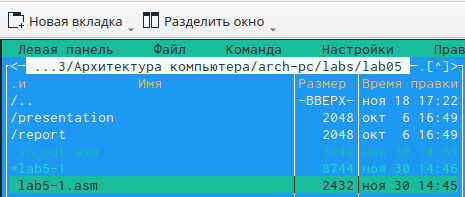 Новая вкладка Разделить окно
Левая панель Файл Команда Настройки Прав
<— ...3/Архитектура компьютера/arch-pc/labs/lab05 —.[^]>
.и Имя Размер Время правки
/.. -ВВЕРХ- ноя 18 17:22
/presentation 2048 окт 6 16:49
/report 2048 окт 6 16:49
in_out.asm 3942 ноя 30 14:37
*lab5-1 8744 ноя 30 14:46
lab5-1.asm 2432 ноя 30 14:45